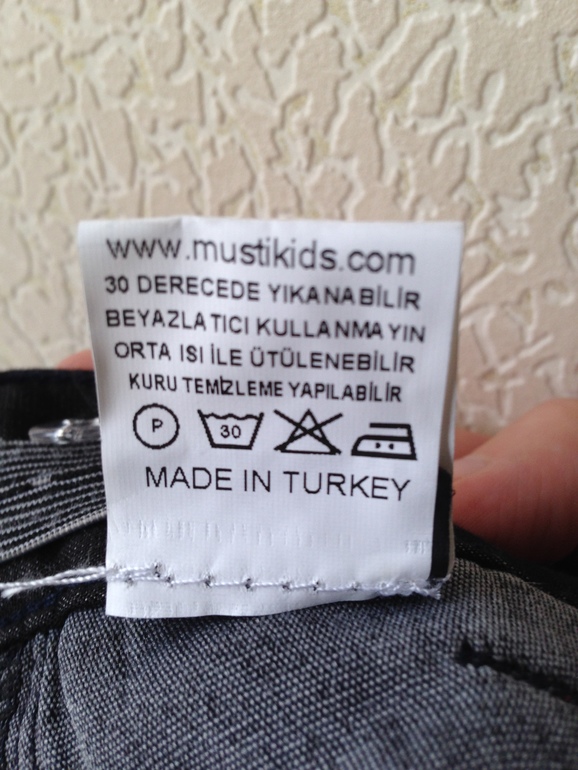 www.mustikids.com
30 DERECEDE YIKANABİLİR
BEYAZLATICI KULLANMAYIN
ORTA ISI İLE ÜTÜLENEBİLİR
KURU TEMİZLEME YAPILABİLİR
P 30
MADE IN TURKEY